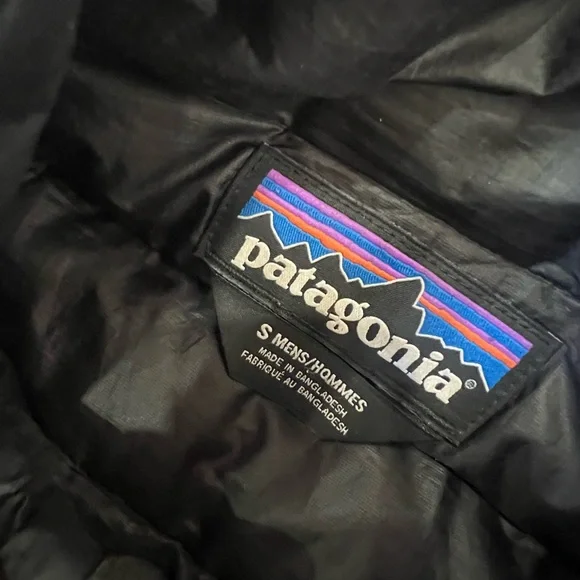 patagonia®
S MENS/HOMMES
MADE IN BANGLADESH
FABRIQUÉ AU BANGLADESH